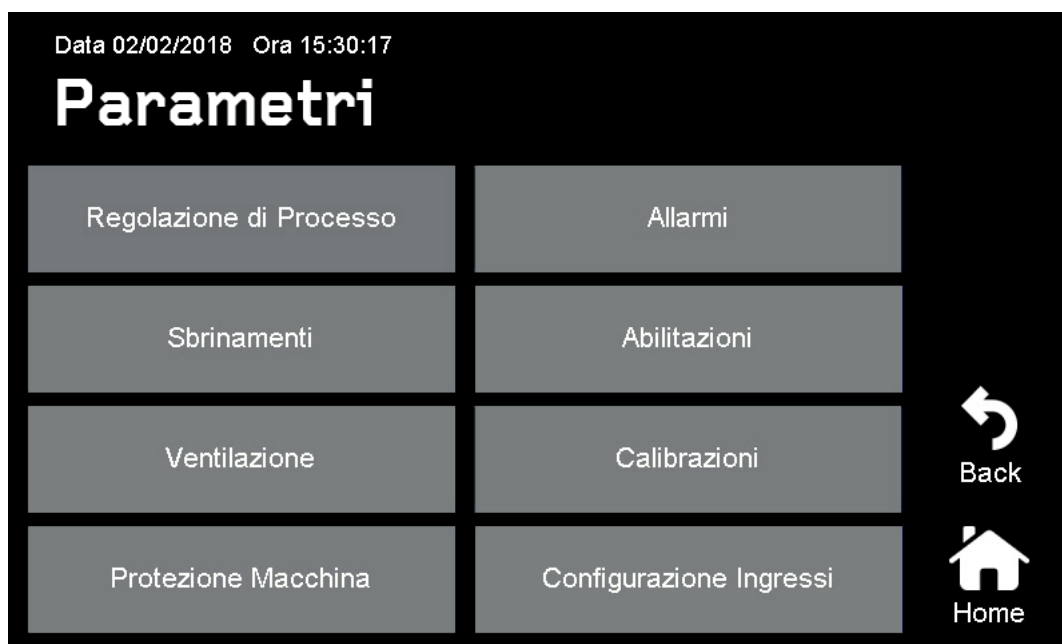 Data 02/02/2018 Ora 15:30:17
Parametri
Regolazione di Processo
Allarmi
Sbrinamenti
Abilitazioni
Ventilazione
Calibrazioni
Back
Protezione Macchina
Configurazione Ingressi
Home